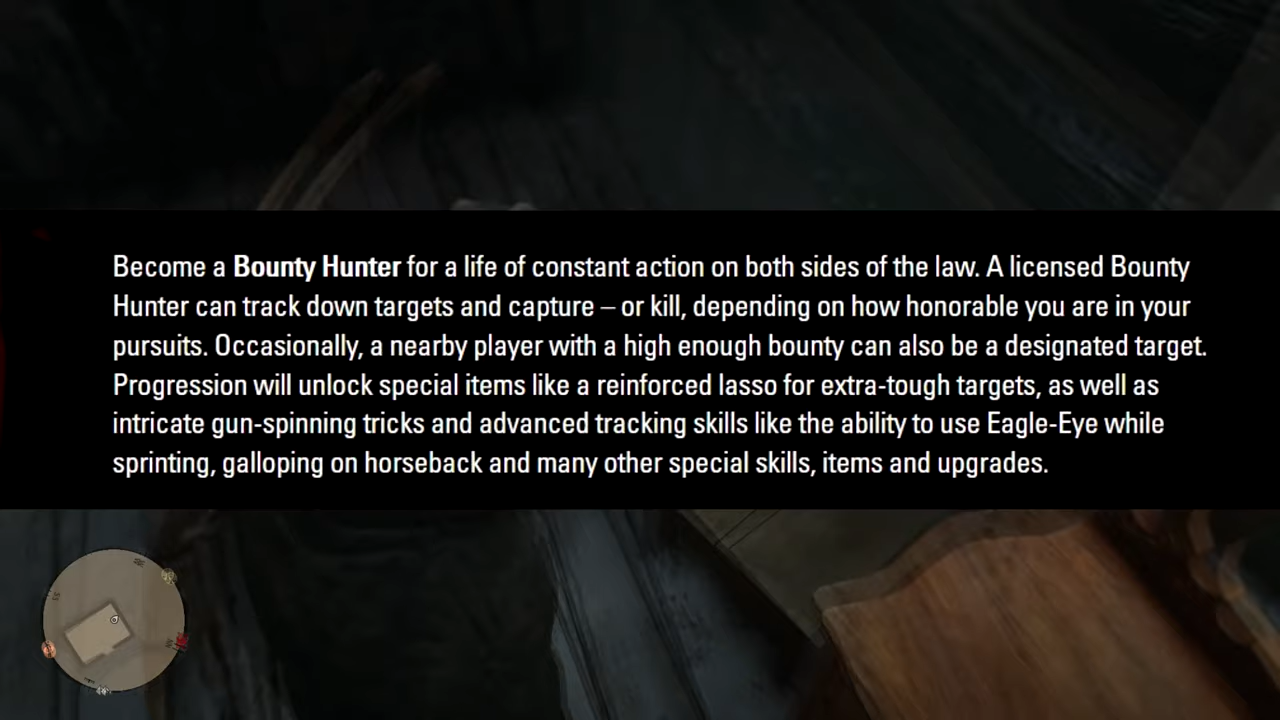 Become a Bounty Hunter for a life of constant action on both sides of the law. A licensed Bounty
Hunter can track down targets and capture – or kill, depending on how honorable you are in your
pursuits. Occasionally, a nearby player with a high enough bounty can also be a designated target.
Progression will unlock special items like a reinforced lasso for extra-tough targets, as well as
intricate gun-spinning tricks and advanced tracking skills like the ability to use Eagle-Eye while
sprinting, galloping on horseback and many other special skills, items and upgrades.